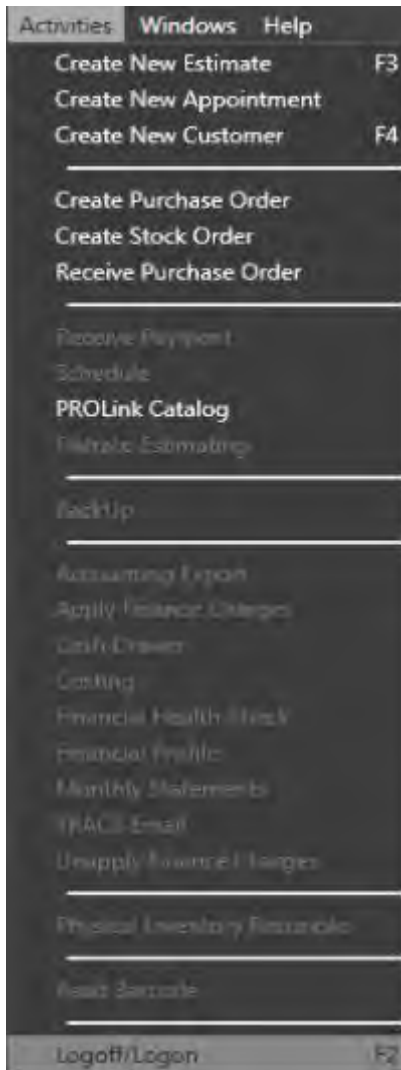 Activities Windows Help
Create New Estimate F3
Create New Appointment
Create New Customer F4
Create Purchase Order
Create Stock Order
Receive Purchase Order
Receive Payment
Schedule
PROLink Catalog
Estimating
BackUp
Accounting Export
Apply Finance Charges
Cash Drawer
Costing
Financial Health Check
Financial Profile
Monthly Statements
TRACS Email
Unapply Finance Charges
Physical Inventory
Read Barcode
Logoff/Logon F2